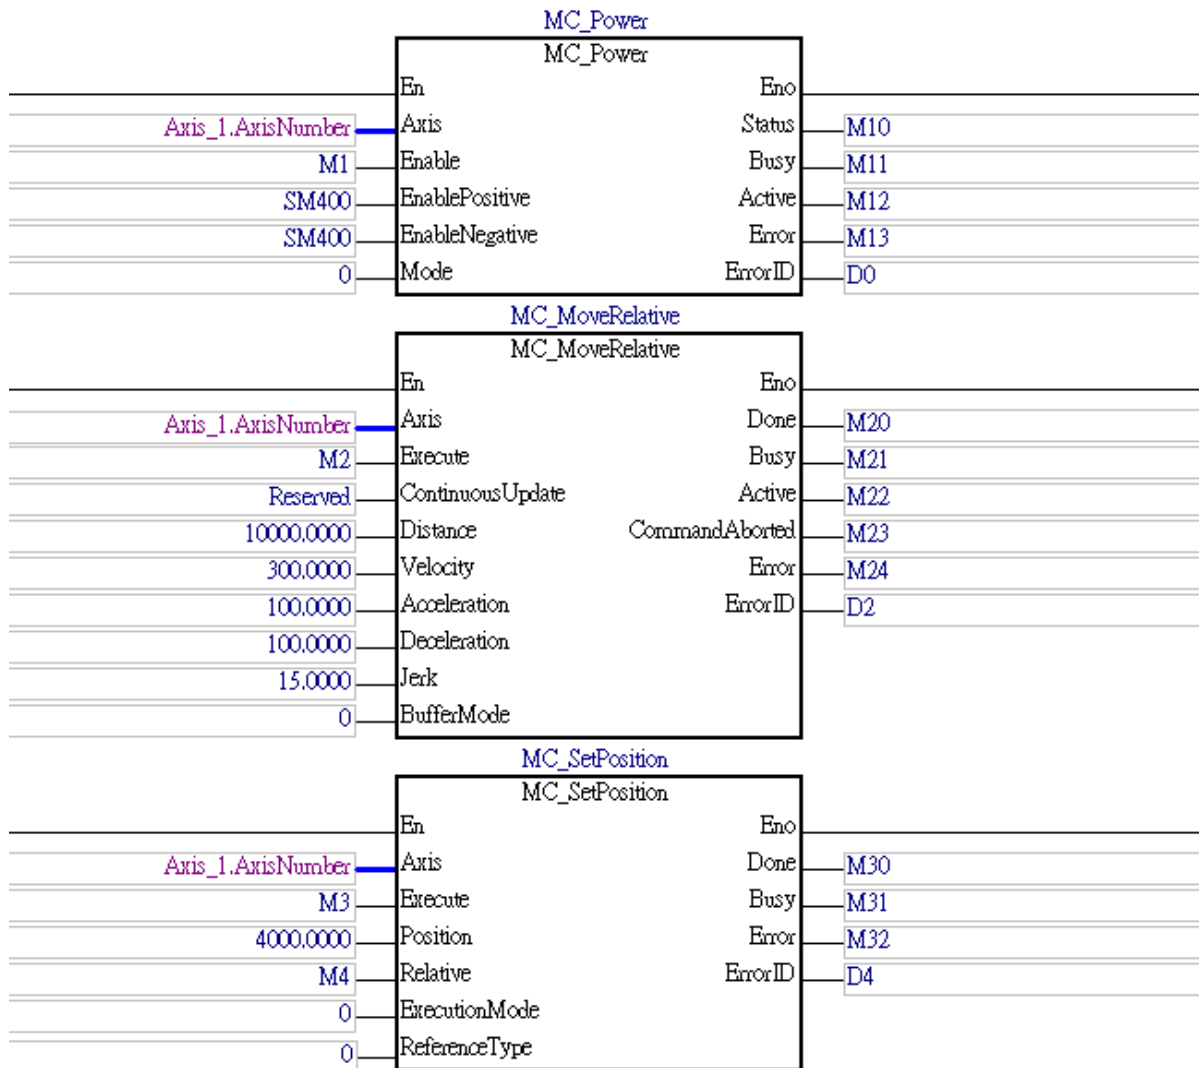 MC_Power
MC_Power
En Eno
Axis_1.AxisNumber Axis Status M10
M1 Enable Busy M11
SM400 EnablePositive Active M12
SM400 EnableNegative Error M13
0 Mode ErrorID D0
MC_MoveRelative
MC_MoveRelative
En Eno
Axis_1.AxisNumber Axis Done M20
M2 Execute Busy M21
Reserved ContinuousUpdate Active M22
10000.0000 Distance CommandAborted M23
300.0000 Velocity Error M24
100.0000 Acceleration ErrorID D2
100.0000 Deceleration
15.0000 Jerk
0 BufferMode
MC_SetPosition
MC_SetPosition
En Eno
Axis_1.AxisNumber Axis Done M30
M3 Execute Busy M31
4000.0000 Position Error M32
M4 Relative ErrorID D4
0 ExecutionMode
0 ReferenceType